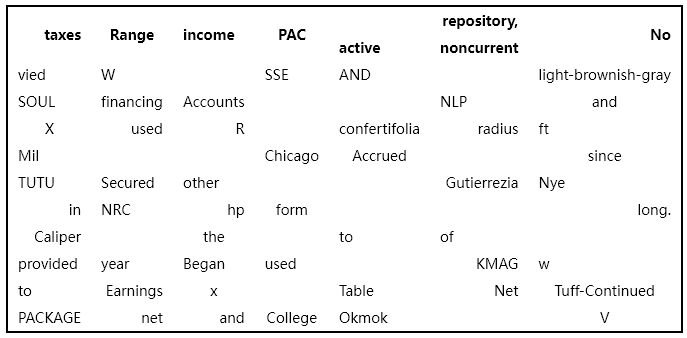 taxes Range income PAC active repository, noncurrent No
vied W SSE AND light-brownish-gray
SOUL financing Accounts NLP and
X used R confertifolia radius ft
Mil Chicago Accrued since
TUTU Secured other Gutierrezia Nye
in NRC hp form long.
Caliper the to of
provided year Began used KMAG w
to Earnings x Table Net Tuff-Continued
PACKAGE net and College Okmok V